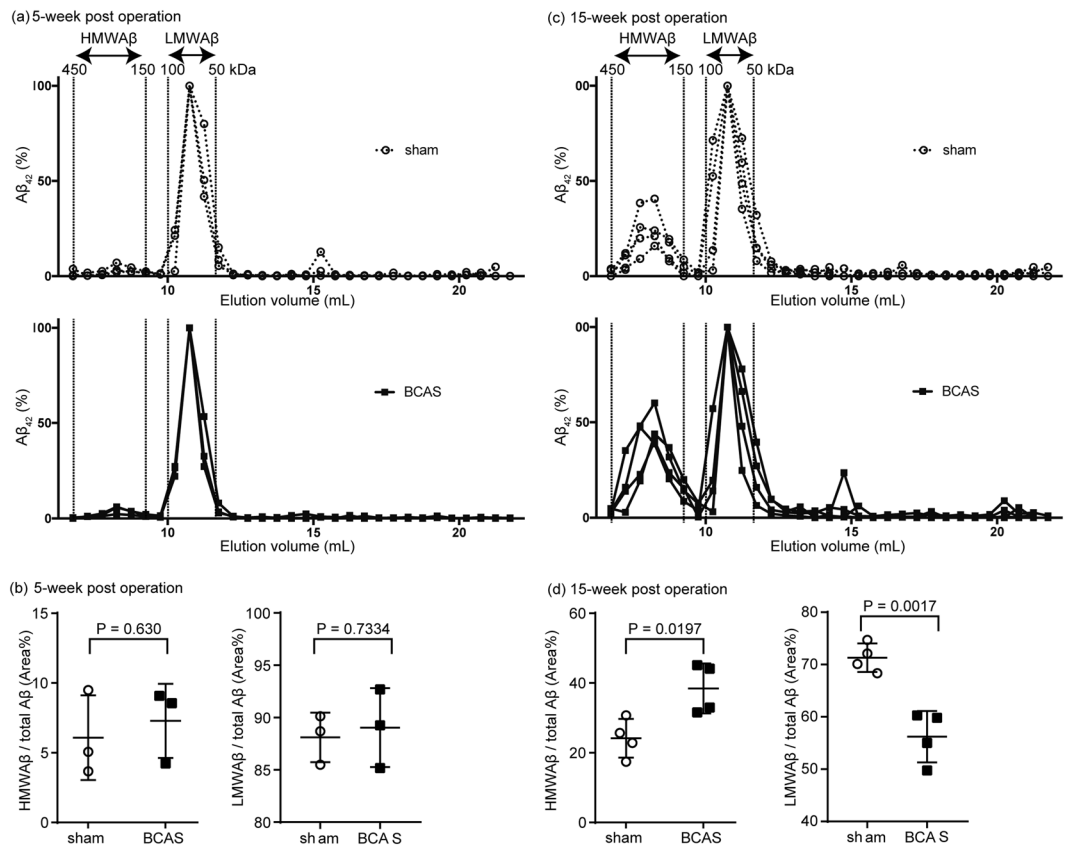 (a) 5-week post operation
HMWAβ LMWAβ
450 150 100 50 kDa
100
50
0
Aβ42 (%)
sham
10 15 20
Elution volume (mL)
100
50
0
Aβ42 (%)
BCAS
10 15 20
Elution volume (mL)
(c) 15-week post operation
HMWAβ LMWAβ
450 150 100 50 kDa
00
50
0
Aβ42 (%)
sham
10 15 20
Elution volume (mL)
00
50
0
Aβ42 (%)
BCAS
10 15 20
Elution volume (mL)
(b) 5-week post operation
HMWAβ / total Aβ (Area%)
15
10
5
0
P = 0.630
sham BCAS
LMWAβ / total Aβ (Area%)
100
95
90
85
80
P = 0.7334
sham BCA S
(d) 15-week post operation
HMWAβ / total Aβ (Area%)
60
40
20
0
P = 0.0197
sham BCAS
LMWAβ / total Aβ (Area%)
80
70
60
50
40
P = 0.0017
sham BCA S